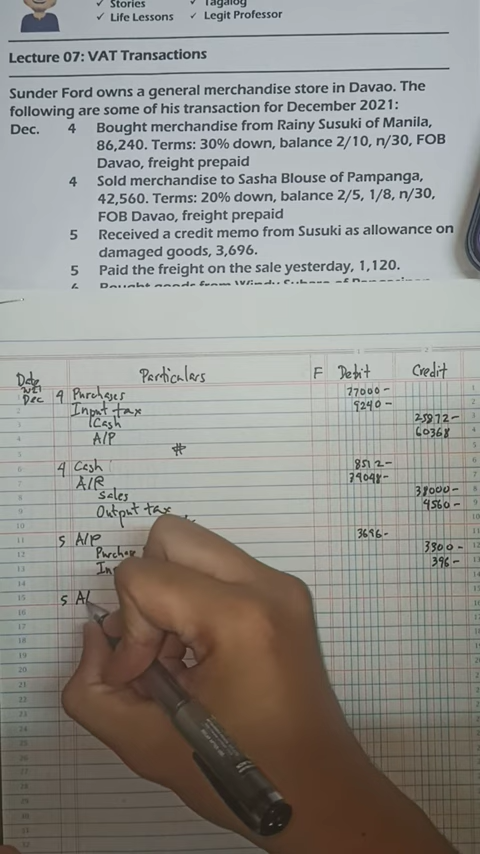 ✓ Stories ✓ Tagalog
✓ Life Lessons ✓ Legit Professor
Lecture 07: VAT Transactions
Sunder Ford owns a general merchandise store in Davao. The
following are some of his transaction for December 2021:
Dec. 4 Bought merchandise from Rainy Susuki of Manila,
86,240. Terms: 30% down, balance 2/10, n/30, FOB
Davao, freight prepaid
4 Sold merchandise to Sasha Blouse of Pampanga,
42,560. Terms: 20% down, balance 2/5, 1/8, n/30,
FOB Davao, freight prepaid
5 Received a credit memo from Susuki as allowance on
damaged goods, 3,696.
5 Paid the freight on the sale yesterday, 1,120.
Date Particulars F Debit Credit
2021
Dec 4 Purchases 77000-
Input tax 9240-
Cash 25872-
A/P 60368
#
4 Cash 8512-
A/R 34048-
Sales 38000-
Output tax 4560-
5 A/P 3696-
Purchase 3300-
In 396-
5 A/